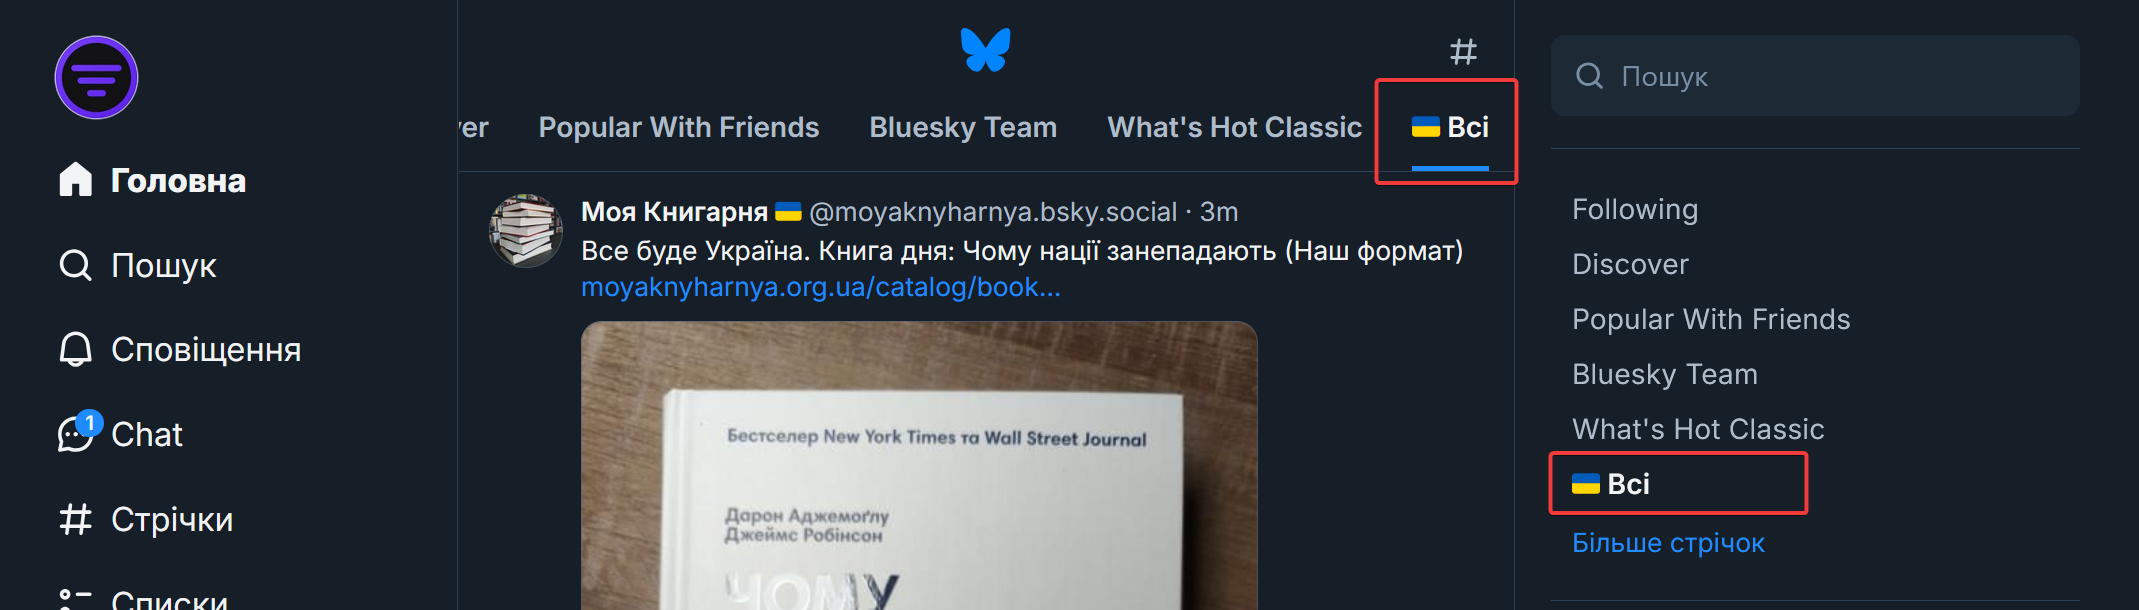 Головна
Пошук
Сповіщення
1
Chat
Стрічки
Списки
er
Popular With Friends
Bluesky Team
What's Hot Classic
🇺🇦 Всі
Моя Книгарня 🇺🇦 @moyaknyharnya.bsky.social · 3m
Все буде Україна. Книга дня: Чому нації занепадають (Наш формат)
moyaknyharnya.org.ua/catalog/book...
Бестселер New York Times та Wall Street Journal
Дарон Аджемоґлу
Джеймс Робінсон
ЧОМУ
Пошук
Following
Discover
Popular With Friends
Bluesky Team
What's Hot Classic
🇺🇦 Всі
Більше стрічок